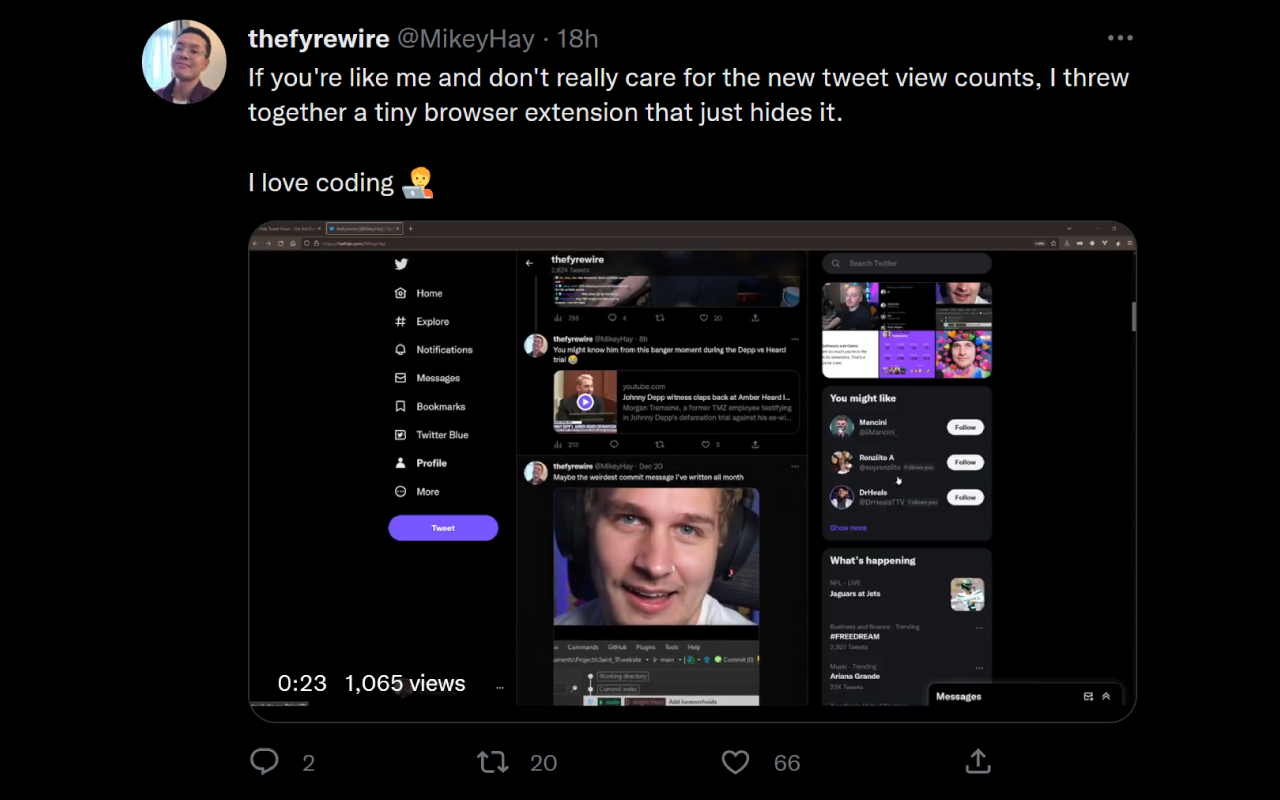 thefyrewire @MikeyHay · 18h
If you're like me and don't really care for the new tweet view counts, I threw
together a tiny browser extension that just hides it.
I love coding
thefyrewire
2,824 Tweets
Search Twitter
Home
Explore
Notifications
Messages
Bookmarks
Twitter Blue
Profile
More
Tweet
756 4 20
thefyrewire @MikeyHay · 8h
You might know him from this banger moment during the Depp vs Heard
trial
youtube.com
Johnny Depp witness claps back at Amber Heard l...
Morgan Tremaine, a former TMZ employee testifying
in Johnny Depp's defamation trial against his ex-wi...
213 3
thefyrewire @MikeyHay · Dec 20
Maybe the weirdest commit message I've written all month
Commands GitHub Plugins Tools Help
main Commit (0)
Working directory
Commit index
main Add hemorrhoids
You might like
Mancini
Follow
Renziito A
@xoyrenziito Follows you
Follow
DrHeals
@DrHealsTTV Follows you
Follow
Show more
What's happening
NFL · LIVE
Jaguars at Jets
Business and finance · Trending
#FREEDREAM
2,921 Tweets
Music · Trending
Ariana Grande
22K Tweets
Messages
0:23 1,065 views
2 20 66